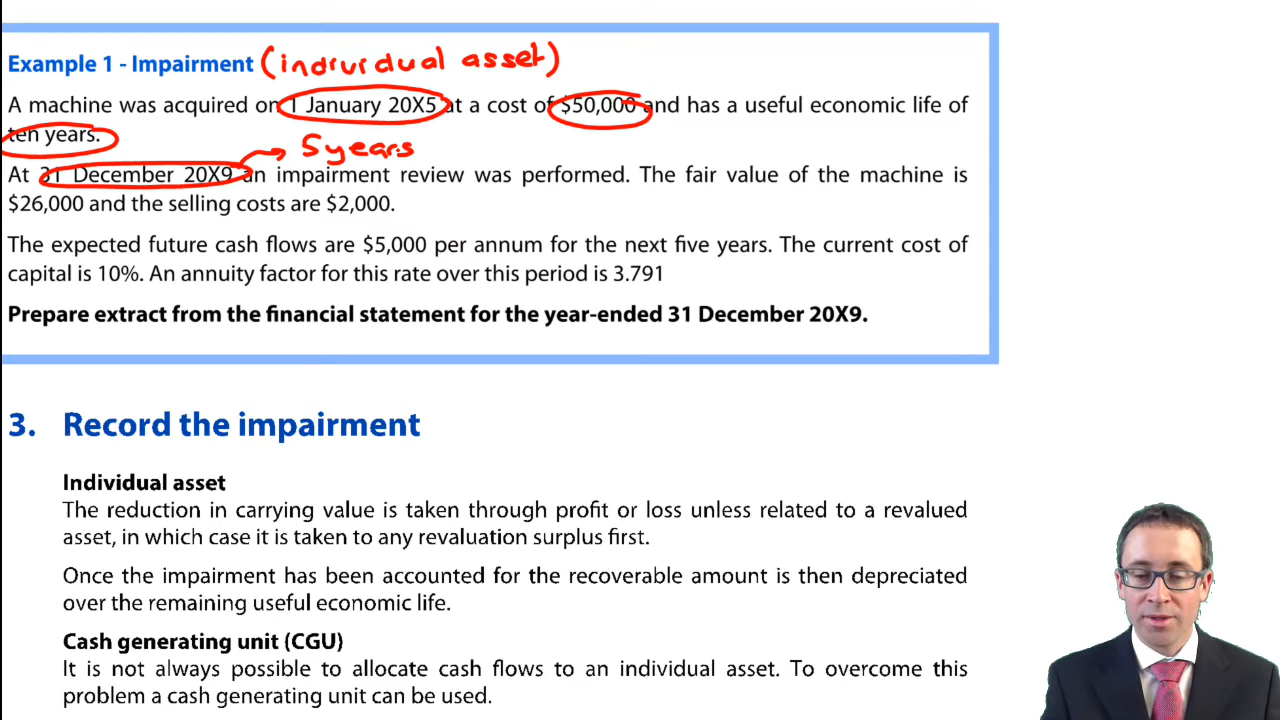 Example 1 - Impairment (individual asset)
A machine was acquired on 1 January 20X5 at a cost of $50,000 and has a useful economic life of
ten years.
5 years
At 31 December 20X9 an impairment review was performed. The fair value of the machine is
$26,000 and the selling costs are $2,000.
The expected future cash flows are $5,000 per annum for the next five years. The current cost of
capital is 10%. An annuity factor for this rate over this period is 3.791
Prepare extract from the financial statement for the year-ended 31 December 20X9.
3. Record the impairment
Individual asset
The reduction in carrying value is taken through profit or loss unless related to a revalued
asset, in which case it is taken to any revaluation surplus first.
Once the impairment has been accounted for the recoverable amount is then depreciated
over the remaining useful economic life.
Cash generating unit (CGU)
It is not always possible to allocate cash flows to an individual asset. To overcome this
problem a cash generating unit can be used.